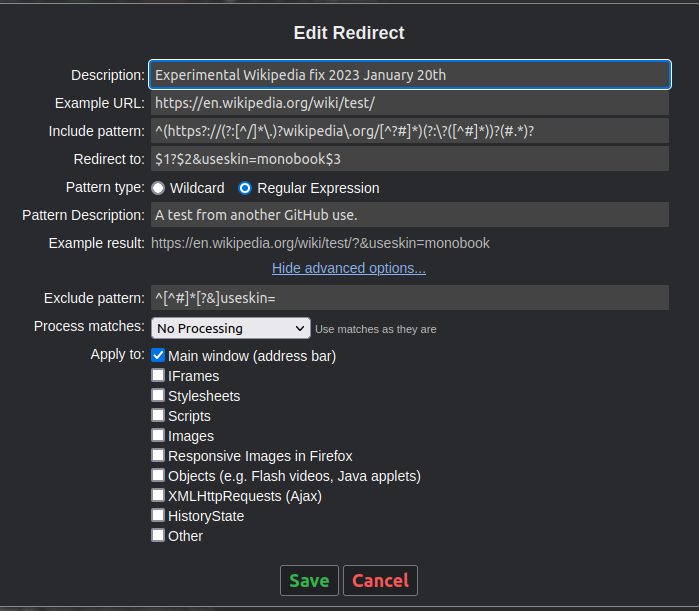 Edit Redirect
Description: Experimental Wikipedia fix 2023 January 20th
Example URL: https://en.wikipedia.org/wiki/test/
Include pattern: ^(https?://(?:[^/]*\.)?wikipedia\.org/[^?#]*)(?:\?([^#]*))?(#.*)?
Redirect to: $1?$2&useskin=monobook$3
Pattern type: Wildcard Regular Expression
Pattern Description: A test from another GitHub use.
Example result: https://en.wikipedia.org/wiki/test/?&useskin=monobook
Hide advanced options...
Exclude pattern: ^[^#]*[?&]useskin=
Process matches: No Processing Use matches as they are
Apply to: Main window (address bar)
IFrames
Stylesheets
Scripts
Images
Responsive Images in Firefox
Objects (e.g. Flash videos, Java applets)
XMLHttpRequests (Ajax)
HistoryState
Other
Save Cancel